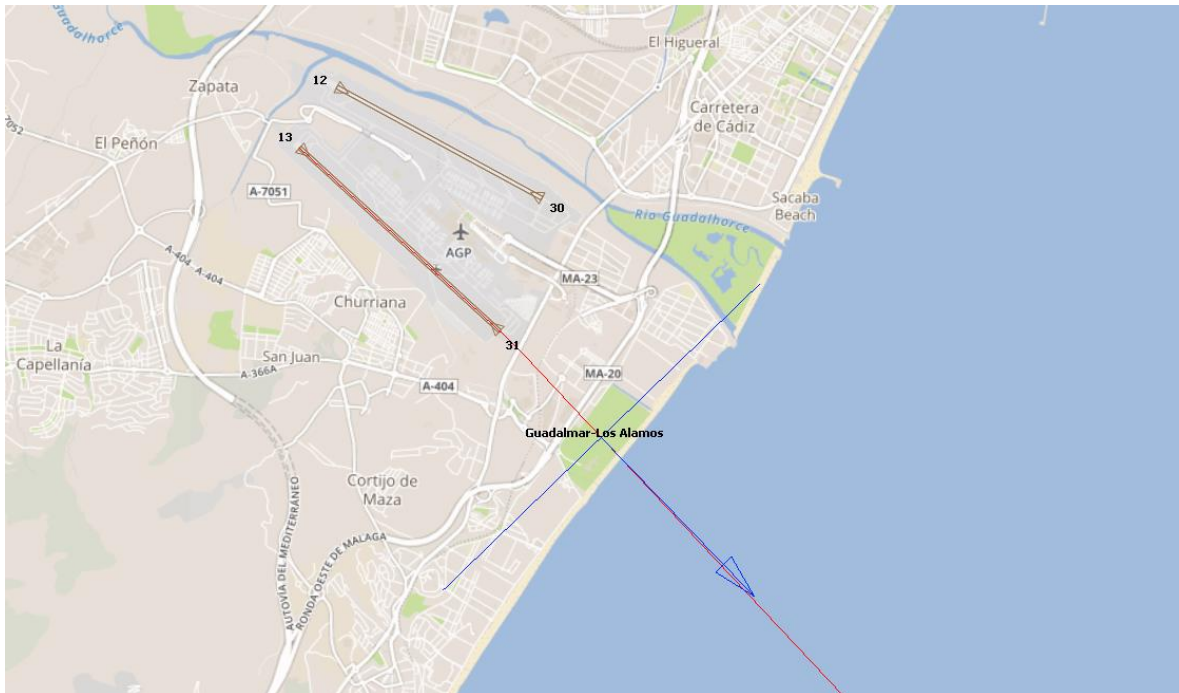 Guadalhorce
El Higueral
Zapata
12
Carretera
de Cádiz
El Peñón
13
7052
A-7051
Sacaba
Beach
30
Río Guadalhorce
AGP
A-404
A-404
MA-23
Churriana
La
Capellanía
San Juan
31
A-366A
A-404
MA-20
Guadalmar-Los Alamos
Cortijo de
Maza
AUTOVÍA DEL MEDITERRÁNEO
RONDA OESTE DE MALAGA